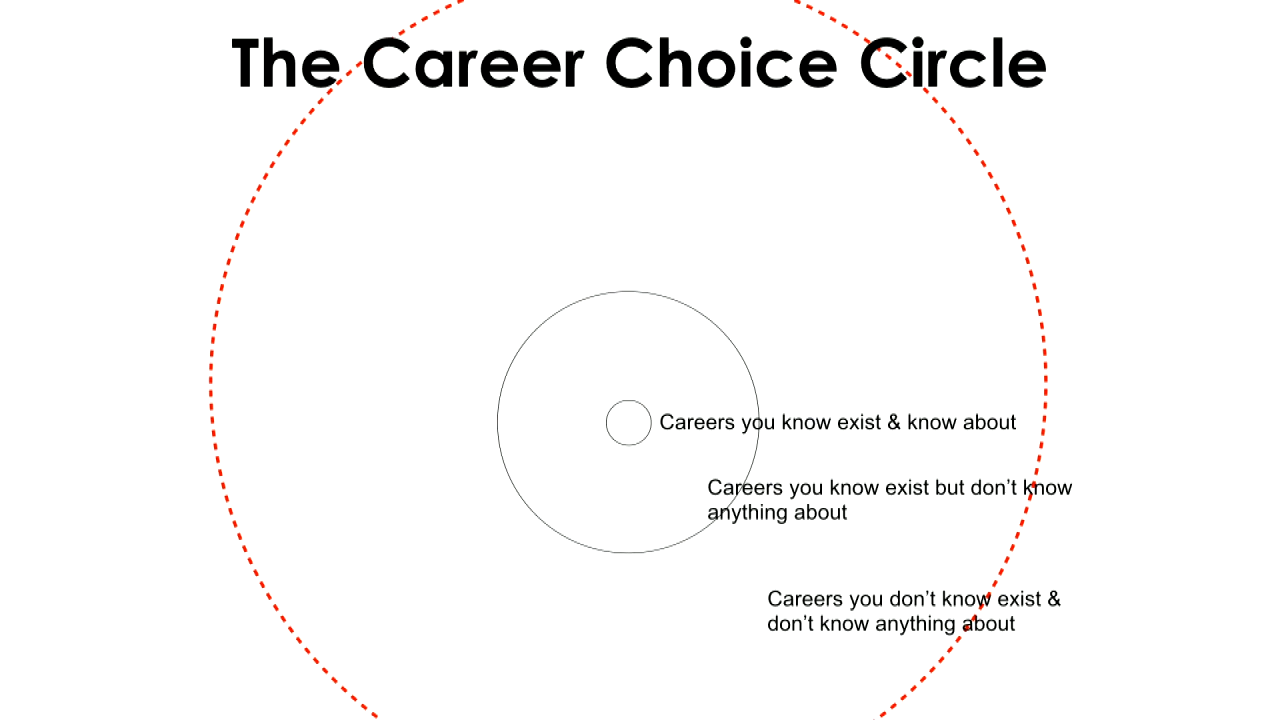 The Career Choice Circle
Careers you know exist & know about
Careers you know exist but don’t know
anything about
Careers you don’t know exist &
don’t know anything about